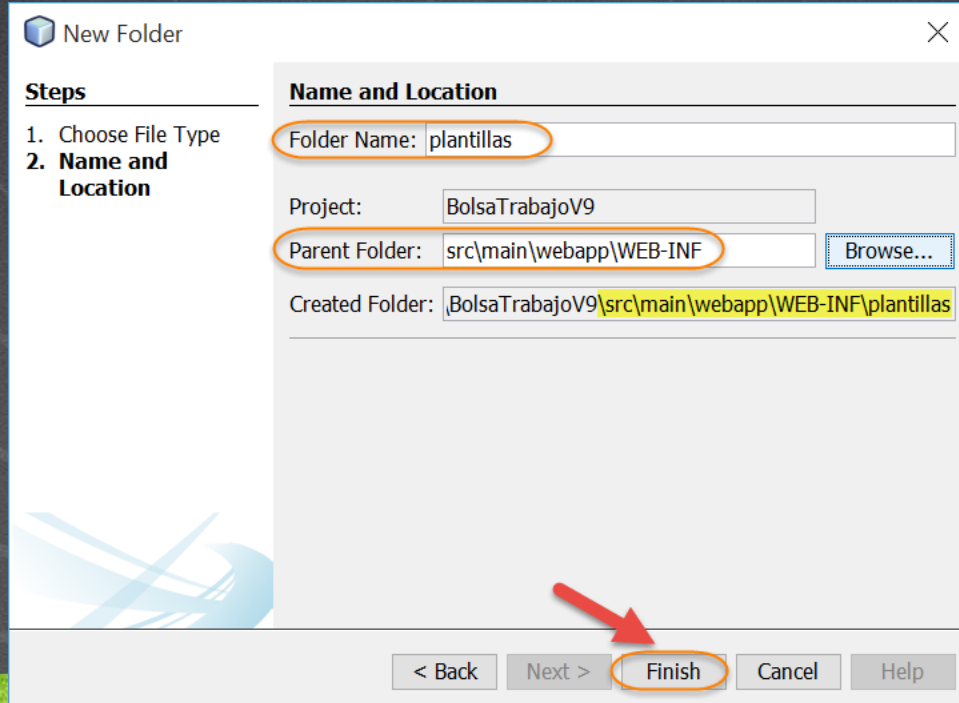 New Folder
Steps
1. Choose File Type
2. Name and
Location
Name and Location
Folder Name: plantillas
Project: BolsaTrabajoV9
Parent Folder: src\main\webapp\WEB-INF
Browse...
Created Folder: \BolsaTrabajoV9\src\main\webapp\WEB-INF\plantillas
< Back
Next >
Finish
Cancel
Help